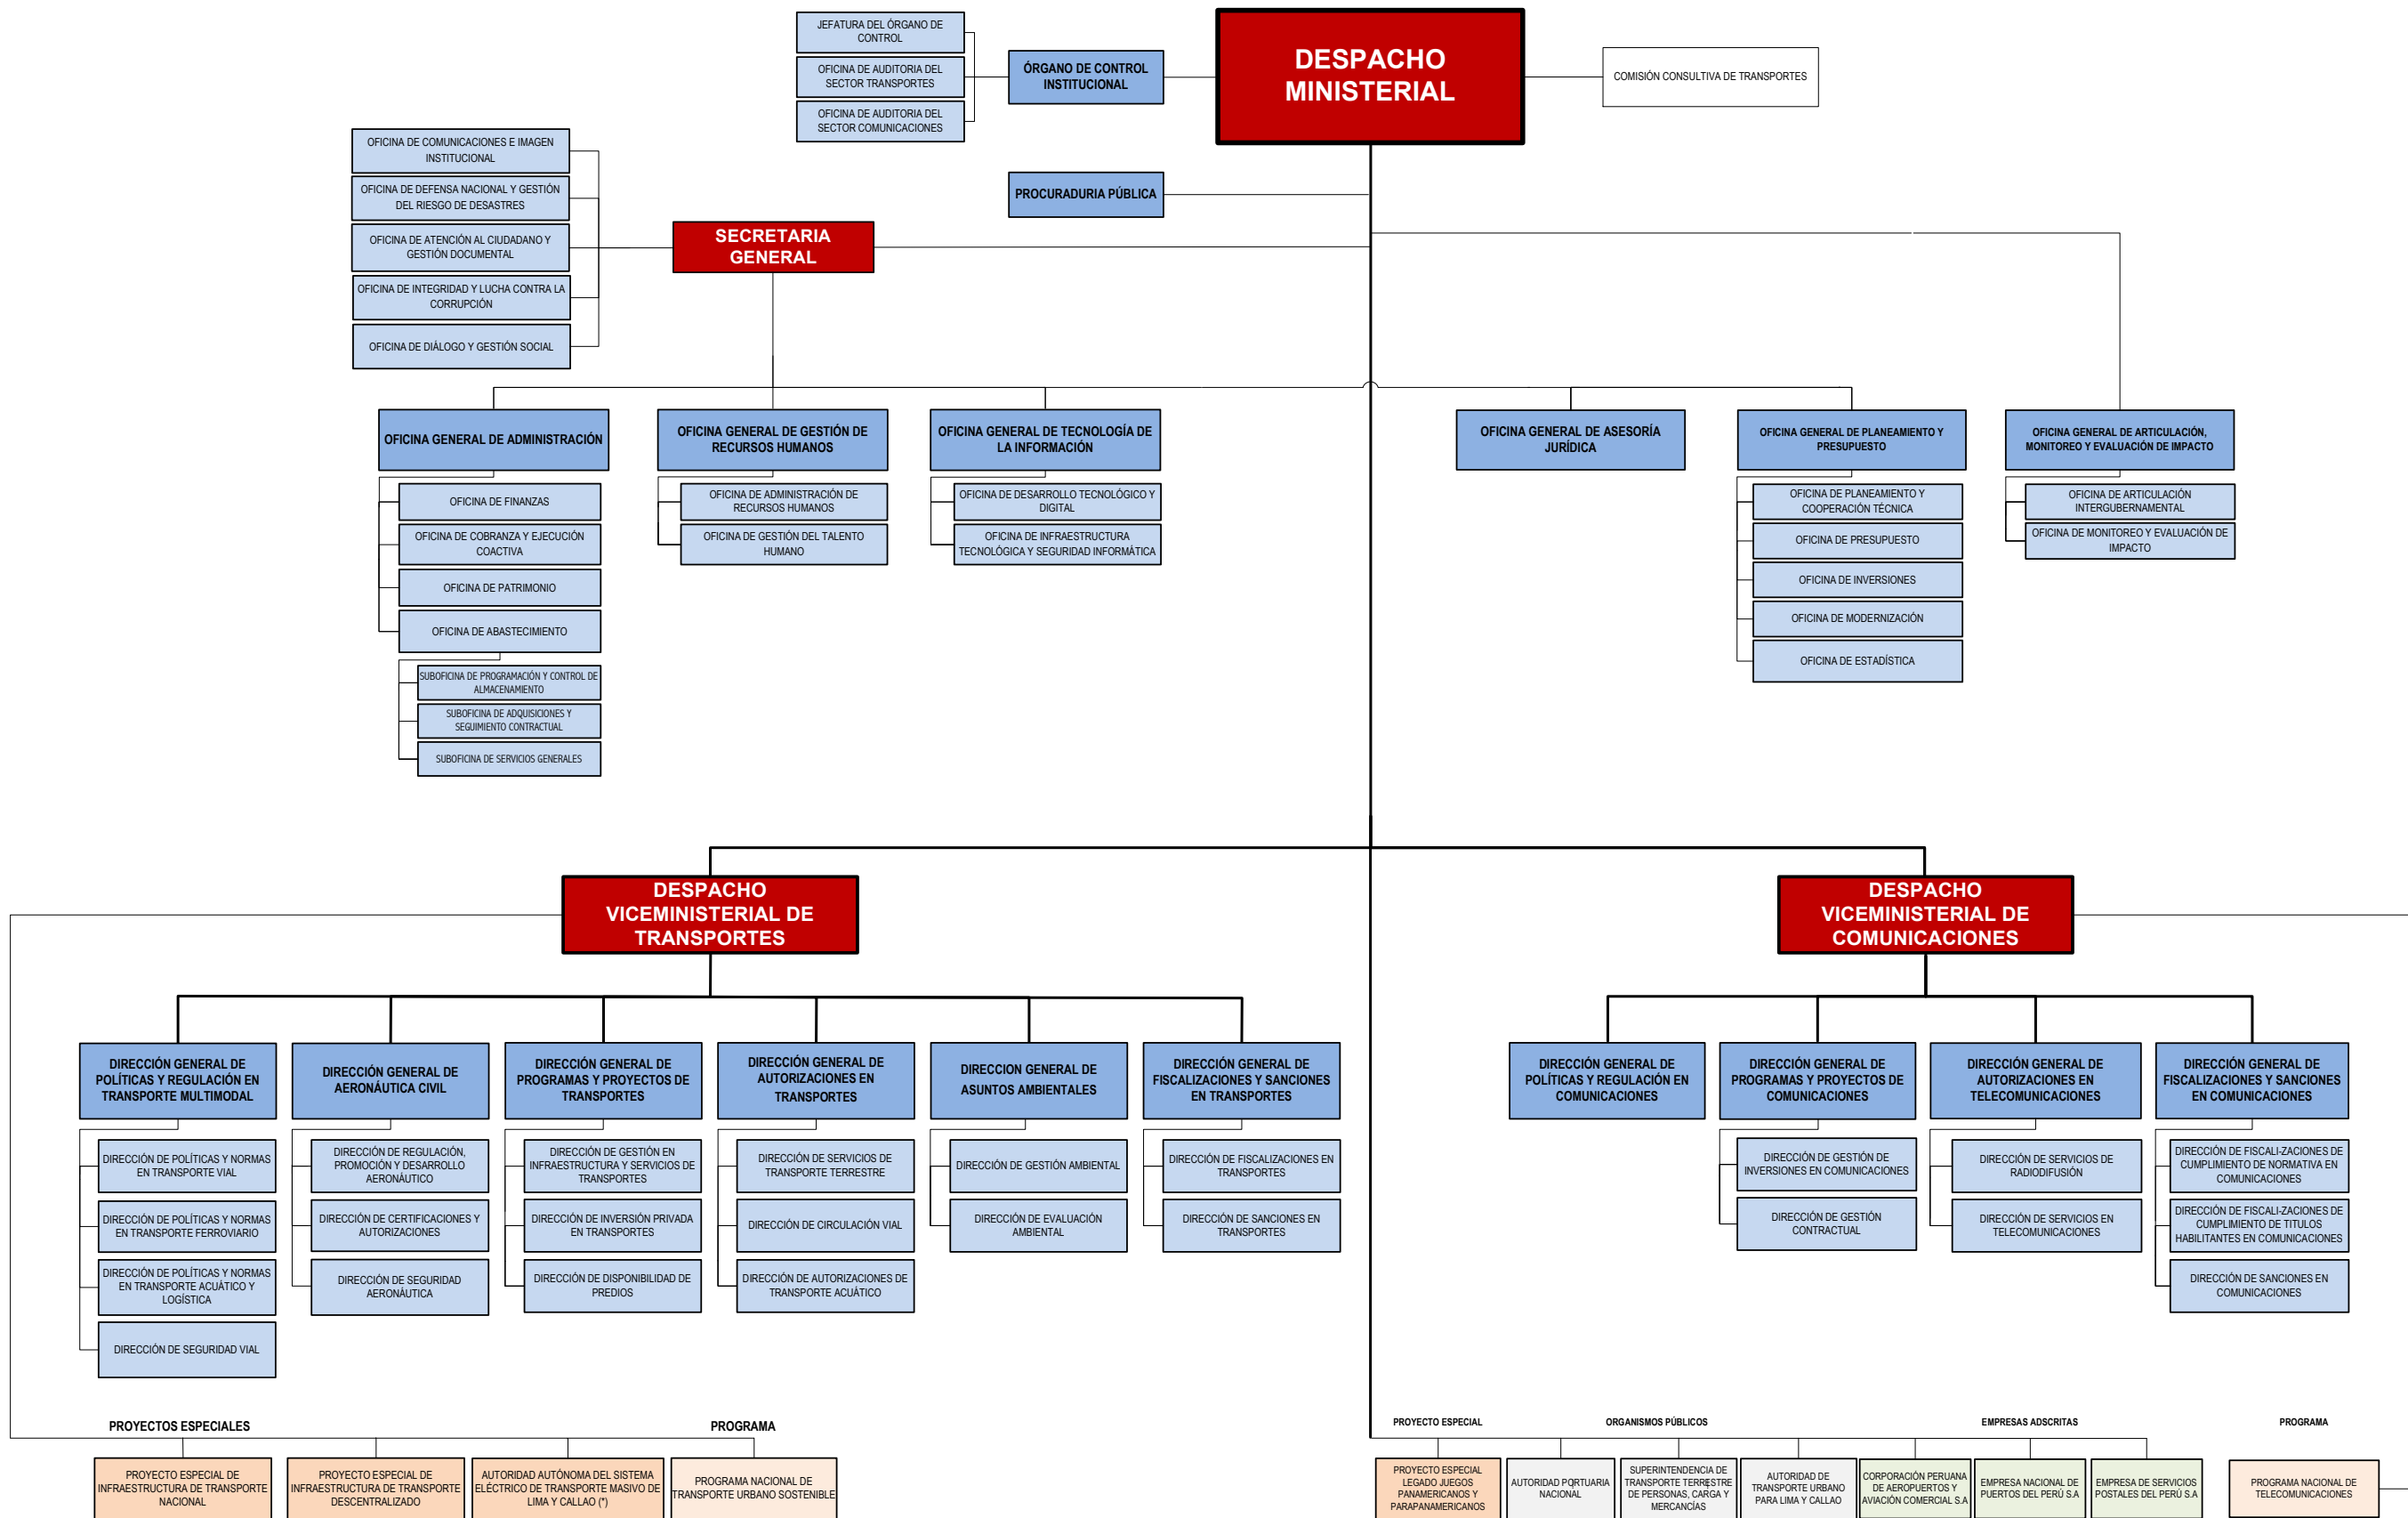 JEFATURA DEL ÓRGANO DE
CONTROL
OFICINA DE AUDITORIA DEL
SECTOR TRANSPORTES
OFICINA DE AUDITORIA DEL
SECTOR COMUNICACIONES
ÓRGANO DE CONTROL
INSTITUCIONAL
DESPACHO
MINISTERIAL
COMISIÓN CONSULTIVA DE TRANSPORTES
PROCURADURIA PÚBLICA
OFICINA DE COMUNICACIONES E IMAGEN
INSTITUCIONAL
OFICINA DE DEFENSA NACIONAL Y GESTIÓN
DEL RIESGO DE DESASTRES
OFICINA DE ATENCIÓN AL CIUDADANO Y
GESTIÓN DOCUMENTAL
OFICINA DE INTEGRIDAD Y LUCHA CONTRA LA
CORRUPCIÓN
OFICINA DE DIÁLOGO Y GESTIÓN SOCIAL
SECRETARIA
GENERAL
OFICINA GENERAL DE ADMINISTRACIÓN
OFICINA DE FINANZAS
OFICINA DE COBRANZA Y EJECUCIÓN
COACTIVA
OFICINA DE PATRIMONIO
OFICINA DE ABASTECIMIENTO
SUBOFICINA DE PROGRAMACIÓN Y CONTROL DE
ALMACENAMIENTO
SUBOFICINA DE ADQUISICIONES Y
SEGUIMIENTO CONTRACTUAL
SUBOFICINA DE SERVICIOS GENERALES
OFICINA GENERAL DE GESTIÓN DE
RECURSOS HUMANOS
OFICINA DE ADMINISTRACIÓN DE
RECURSOS HUMANOS
OFICINA DE GESTIÓN DEL TALENTO
HUMANO
OFICINA GENERAL DE TECNOLOGÍA DE
LA INFORMACIÓN
OFICINA DE DESARROLLO TECNOLÓGICO Y
DIGITAL
OFICINA DE INFRAESTRUCTURA
TECNOLÓGICA Y SEGURIDAD INFORMÁTICA
OFICINA GENERAL DE ASESORÍA
JURÍDICA
OFICINA GENERAL DE PLANEAMIENTO Y
PRESUPUESTO
OFICINA DE PLANEAMIENTO Y
COOPERACIÓN TÉCNICA
OFICINA DE PRESUPUESTO
OFICINA DE INVERSIONES
OFICINA DE MODERNIZACIÓN
OFICINA DE ESTADÍSTICA
OFICINA GENERAL DE ARTICULACIÓN,
MONITOREO Y EVALUACIÓN DE IMPACTO
OFICINA DE ARTICULACIÓN
INTERGUBERNAMENTAL
OFICINA DE MONITOREO Y EVALUACIÓN DE
IMPACTO
DESPACHO
VICEMINISTERIAL DE
TRANSPORTES
DIRECCIÓN GENERAL DE
POLÍTICAS Y REGULACIÓN EN
TRANSPORTE MULTIMODAL
DIRECCIÓN DE POLÍTICAS Y NORMAS
EN TRANSPORTE VIAL
DIRECCIÓN DE POLÍTICAS Y NORMAS
EN TRANSPORTE FERROVIARIO
DIRECCIÓN DE POLÍTICAS Y NORMAS
EN TRANSPORTE ACUÁTICO Y
LOGÍSTICA
DIRECCIÓN DE SEGURIDAD VIAL
DIRECCIÓN GENERAL DE
AERONÁUTICA CIVIL
DIRECCIÓN DE REGULACIÓN,
PROMOCIÓN Y DESARROLLO
AERONÁUTICO
DIRECCIÓN DE CERTIFICACIONES Y
AUTORIZACIONES
DIRECCIÓN DE SEGURIDAD
AERONÁUTICA
DIRECCIÓN GENERAL DE
PROGRAMAS Y PROYECTOS DE
TRANSPORTES
DIRECCIÓN DE GESTIÓN EN
INFRAESTRUCTURA Y SERVICIOS DE
TRANSPORTES
DIRECCIÓN DE INVERSIÓN PRIVADA
EN TRANSPORTES
DIRECCIÓN DE DISPONIBILIDAD DE
PREDIOS
DIRECCIÓN GENERAL DE
AUTORIZACIONES EN
TRANSPORTES
DIRECCIÓN DE SERVICIOS DE
TRANSPORTE TERRESTRE
DIRECCIÓN DE CIRCULACIÓN VIAL
DIRECCIÓN DE AUTORIZACIONES DE
TRANSPORTE ACUÁTICO
DIRECCION GENERAL DE
ASUNTOS AMBIENTALES
DIRECCIÓN DE GESTIÓN AMBIENTAL
DIRECCIÓN DE EVALUACIÓN
AMBIENTAL
DIRECCIÓN GENERAL DE
FISCALIZACIONES Y SANCIONES
EN TRANSPORTES
DIRECCIÓN DE FISCALIZACIONES EN
TRANSPORTES
DIRECCIÓN DE SANCIONES EN
TRANSPORTES
DESPACHO
VICEMINISTERIAL DE
COMUNICACIONES
DIRECCIÓN GENERAL DE
POLÍTICAS Y REGULACIÓN EN
COMUNICACIONES
DIRECCIÓN GENERAL DE
PROGRAMAS Y PROYECTOS DE
COMUNICACIONES
DIRECCIÓN DE GESTIÓN DE
INVERSIONES EN COMUNICACIONES
DIRECCIÓN DE GESTIÓN
CONTRACTUAL
DIRECCIÓN GENERAL DE
AUTORIZACIONES EN
TELECOMUNICACIONES
DIRECCIÓN DE SERVICIOS DE
RADIODIFUSIÓN
DIRECCIÓN DE SERVICIOS EN
TELECOMUNICACIONES
DIRECCIÓN GENERAL DE
FISCALIZACIONES Y SANCIONES
EN COMUNICACIONES
DIRECCIÓN DE FISCALI-ZACIONES DE
CUMPLIMIENTO DE NORMATIVA EN
COMUNICACIONES
DIRECCIÓN DE FISCALI-ZACIONES DE
CUMPLIMIENTO DE TITULOS
HABILITANTES EN COMUNICACIONES
DIRECCIÓN DE SANCIONES EN
COMUNICACIONES
PROYECTOS ESPECIALES
PROYECTO ESPECIAL DE
INFRAESTRUCTURA DE TRANSPORTE
NACIONAL
PROYECTO ESPECIAL DE
INFRAESTRUCTURA DE TRANSPORTE
DESCENTRALIZADO
AUTORIDAD AUTÓNOMA DEL SISTEMA
ELÉCTRICO DE TRANSPORTE MASIVO DE
LIMA Y CALLAO (*)
PROGRAMA
PROGRAMA NACIONAL DE
TRANSPORTE URBANO SOSTENIBLE
PROYECTO ESPECIAL
PROYECTO ESPECIAL
LEGADO JUEGOS
PANAMERICANOS Y
PARAPANAMERICANOS
ORGANISMOS PÚBLICOS
AUTORIDAD PORTUARIA
NACIONAL
SUPERINTENDENCIA DE
TRANSPORTE TERRESTRE
DE PERSONAS, CARGA Y
MERCANCÍAS
AUTORIDAD DE
TRANSPORTE URBANO
PARA LIMA Y CALLAO
EMPRESAS ADSCRITAS
CORPORACIÓN PERUANA
DE AEROPUERTOS Y
AVIACIÓN COMERCIAL S.A
EMPRESA NACIONAL DE
PUERTOS DEL PERÚ S.A
EMPRESA DE SERVICIOS
POSTALES DEL PERÚ S.A
PROGRAMA
PROGRAMA NACIONAL DE
TELECOMUNICACIONES